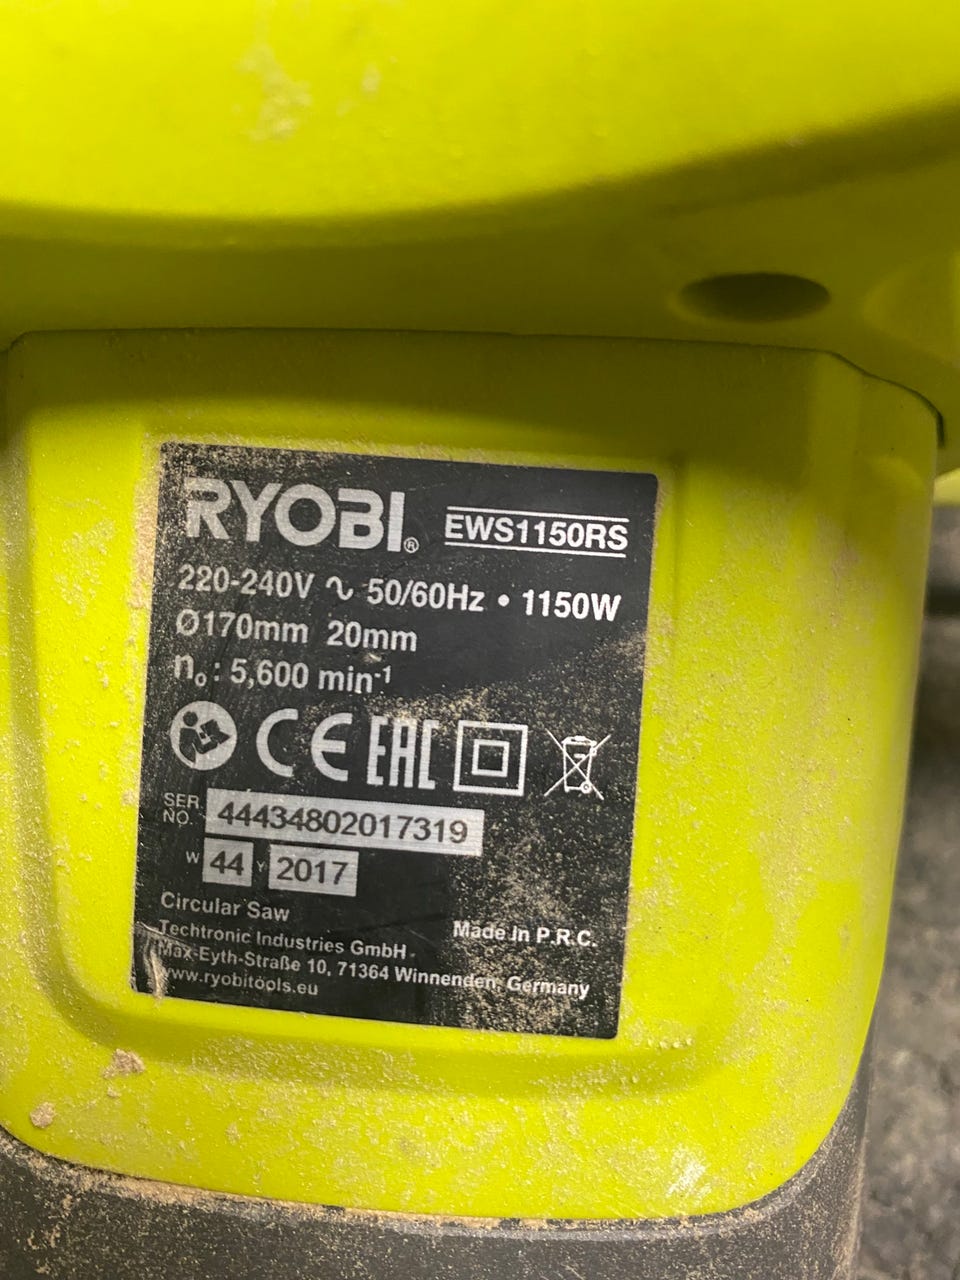 RYOBI® EWS1150RS
220-240V ∿ 50/60Hz • 1150W
Ø170mm 20mm
n₀: 5,600 min⁻¹
CE EAC
SER. NO. 44434802017319
W 44 Y 2017
Circular Saw
Techtronic Industries GmbH Made in P.R.C.
Max-Eyth-Straße 10, 71364 Winnenden Germany
www.ryobitools.eu